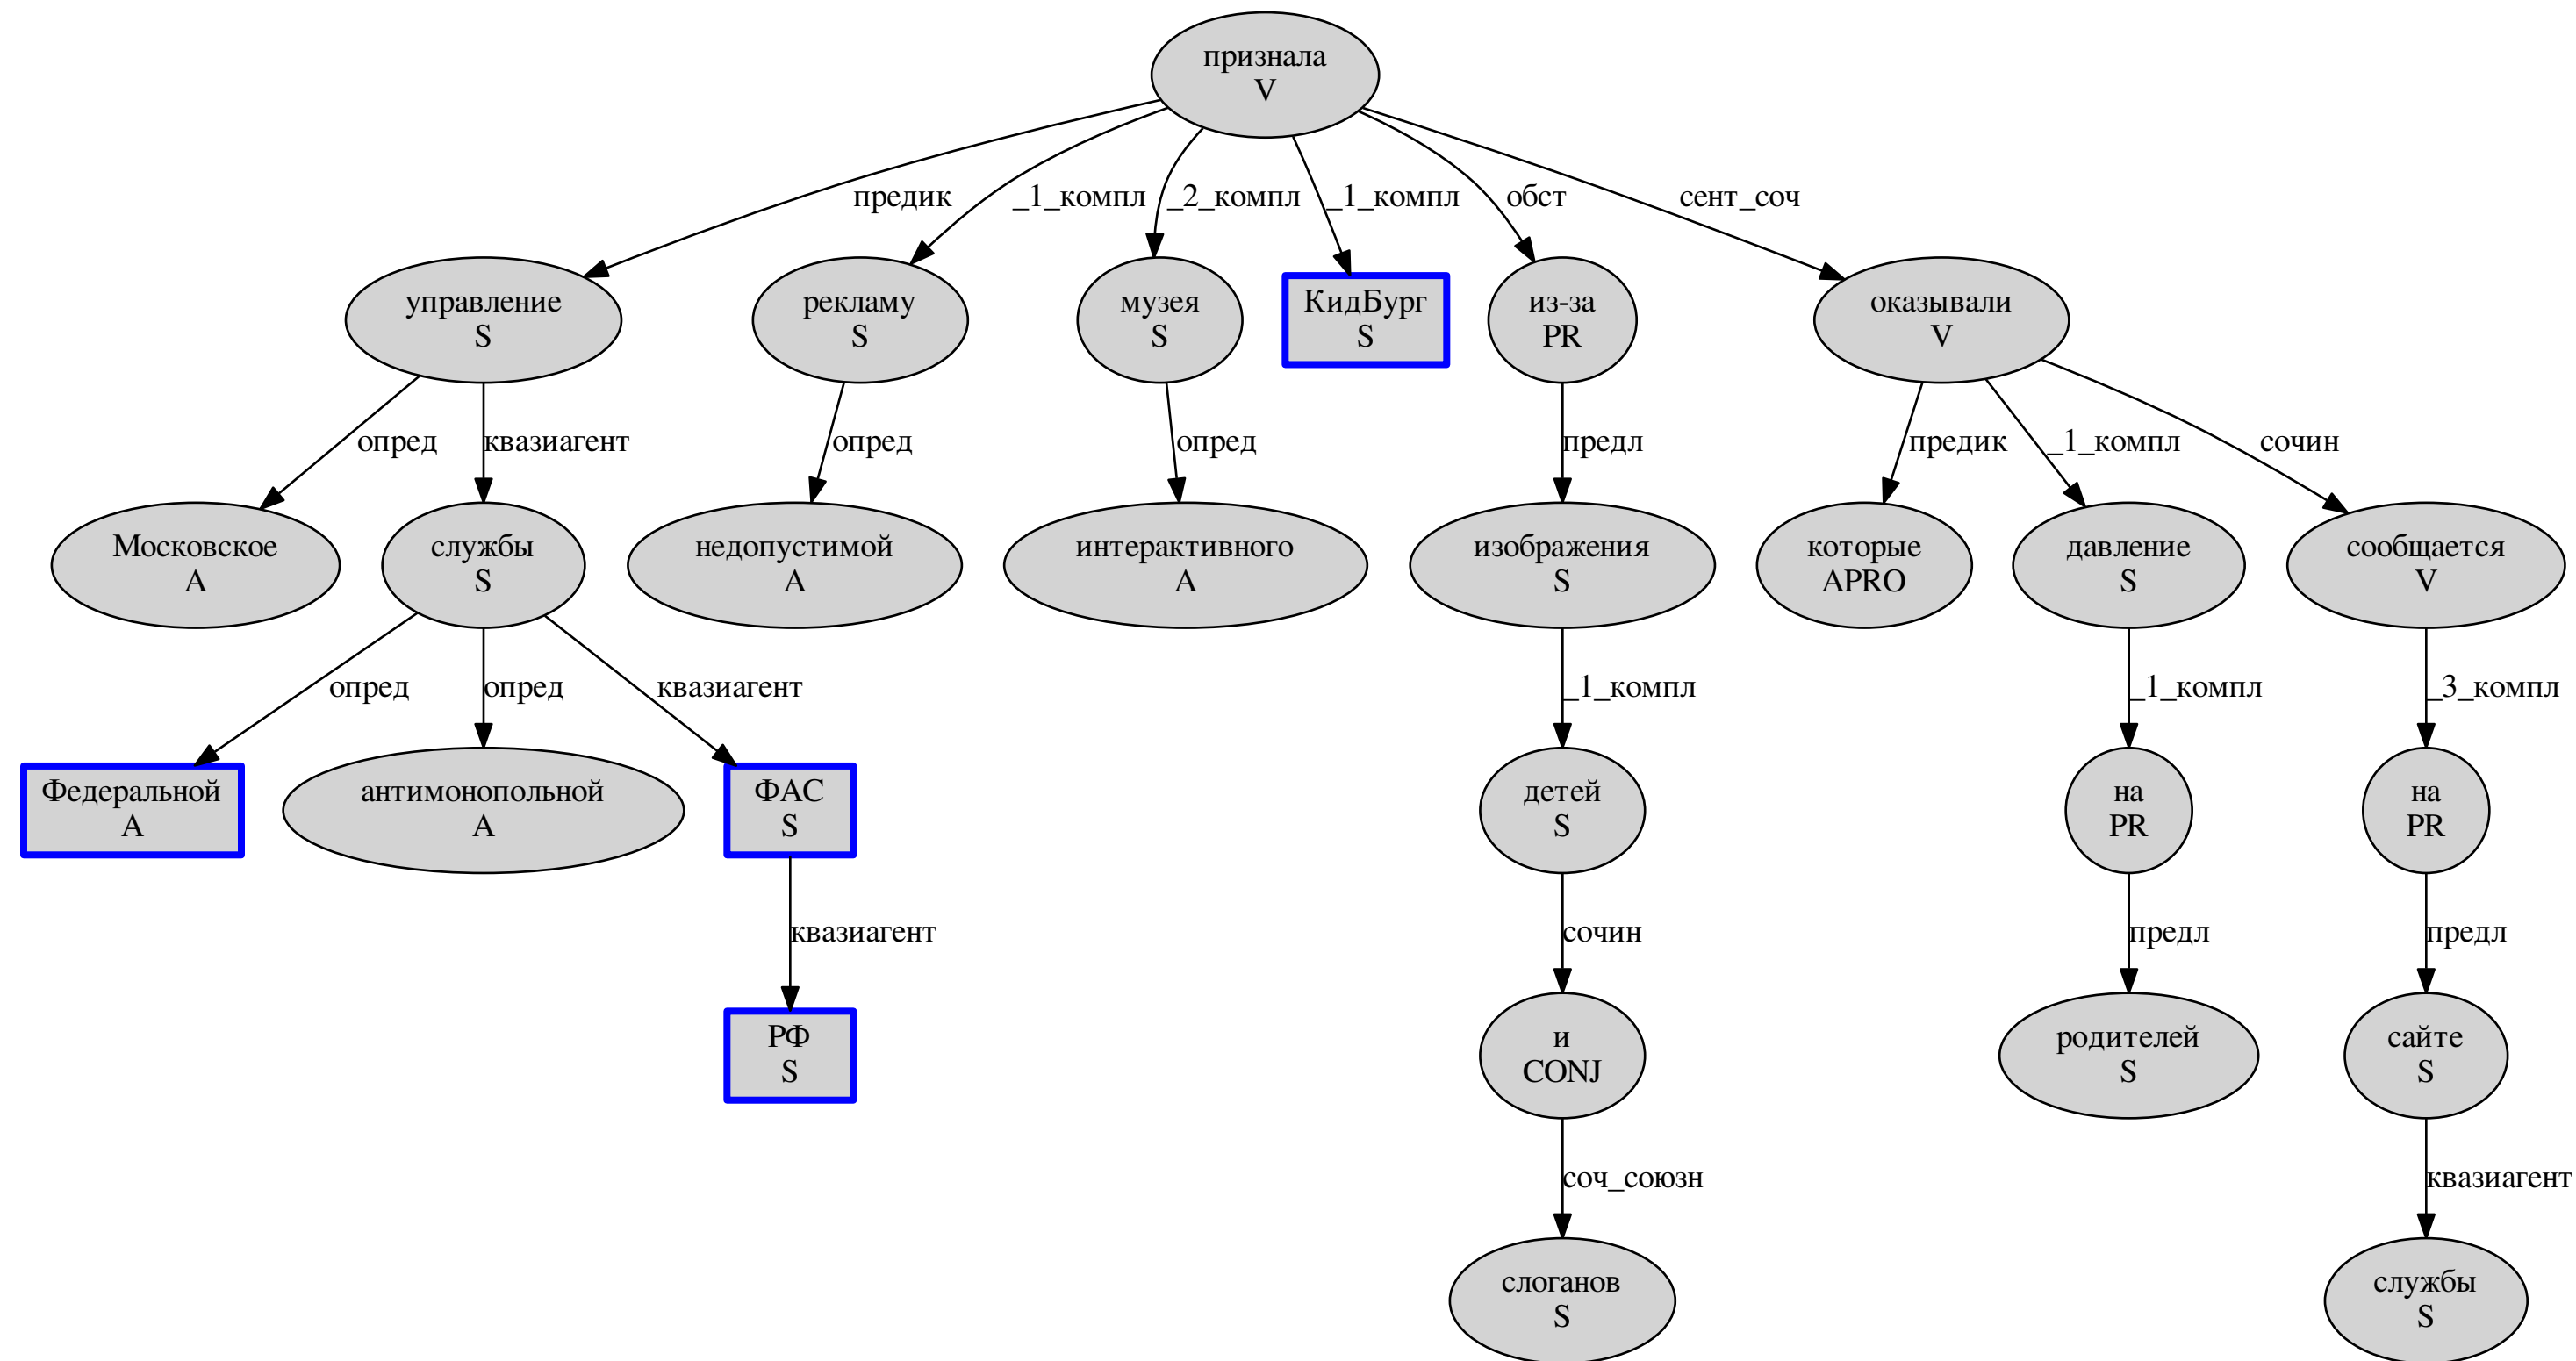 признала
V
предик
_1_компл
_2_компл
_1_компл
обст
сент_соч
управление
S
рекламу
S
музея
S
КидБург
S
из-за
PR
оказывали
V
опред
квазиагент
опред
опред
предл
предик
_1_компл
сочин
Московское
A
службы
S
недопустимой
A
интерактивного
A
изображения
S
которые
APRO
давление
S
сообщается
V
опред
опред
квазиагент
_1_компл
_1_компл
_3_компл
Федеральной
A
антимонопольной
A
ФАС
S
детей
S
на
PR
на
PR
квазиагент
сочин
предл
предл
РФ
S
и
CONJ
родителей
S
сайте
S
соч_союзн
квазиагент
слоганов
S
службы
S